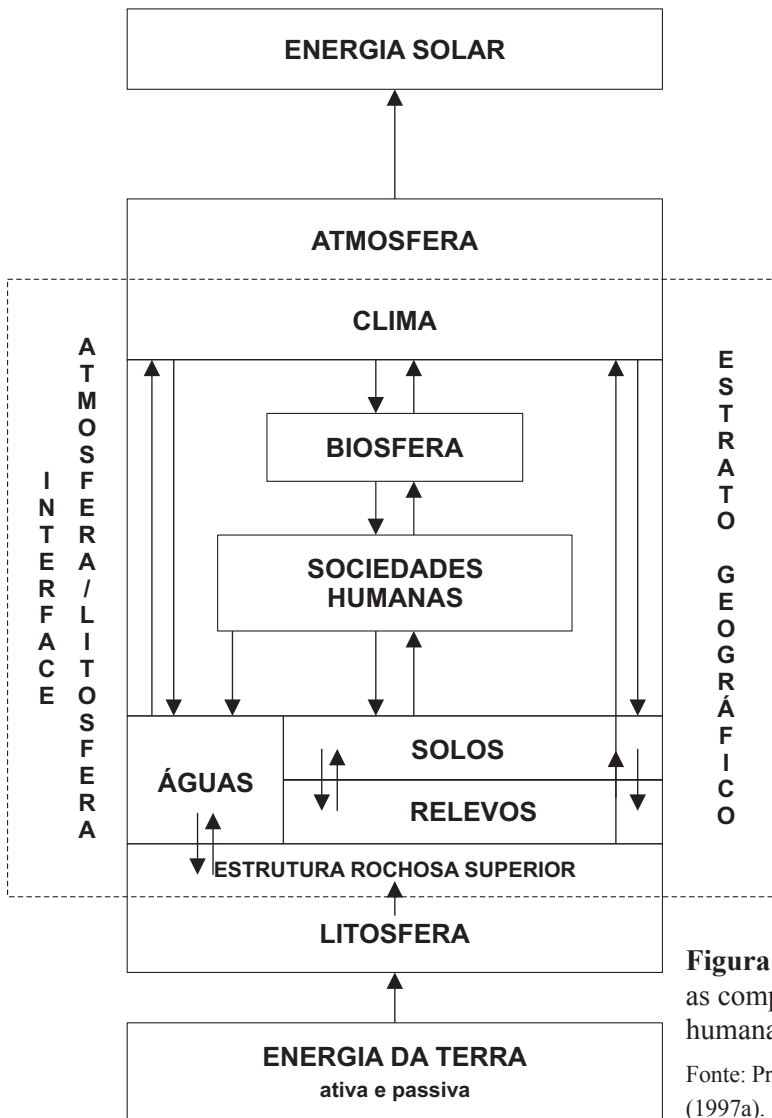 ENERGIA SOLAR
ATMOSFERA
CLIMA
INTERFACE
ATMOSFERA/LITOSFERA
ESTRATO GEOGRÁFICO
BIOSFERA
SOCIEDADES
HUMANAS
SOLOS
ÁGUAS
RELEVOS
ESTRUTURA ROCHOSA SUPERIOR
LITOSFERA
ENERGIA DA TERRA
ativa e passiva
Figura
as comp
humana
Fonte: Pr
(1997a).